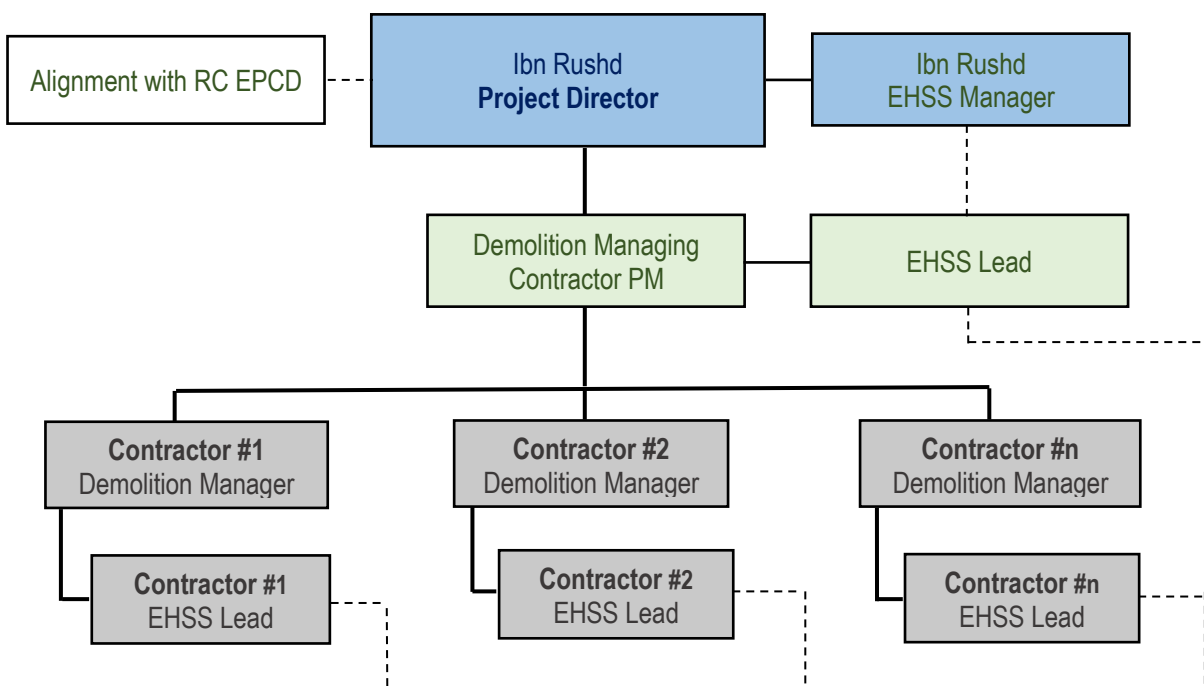 Alignment with RC EPCD
Ibn Rushd
Project Director
Ibn Rushd
EHSS Manager
Demolition Managing
Contractor PM
EHSS Lead
Contractor #1
Demolition Manager
Contractor #2
Demolition Manager
Contractor #n
Demolition Manager
Contractor #1
EHSS Lead
Contractor #2
EHSS Lead
Contractor #n
EHSS Lead